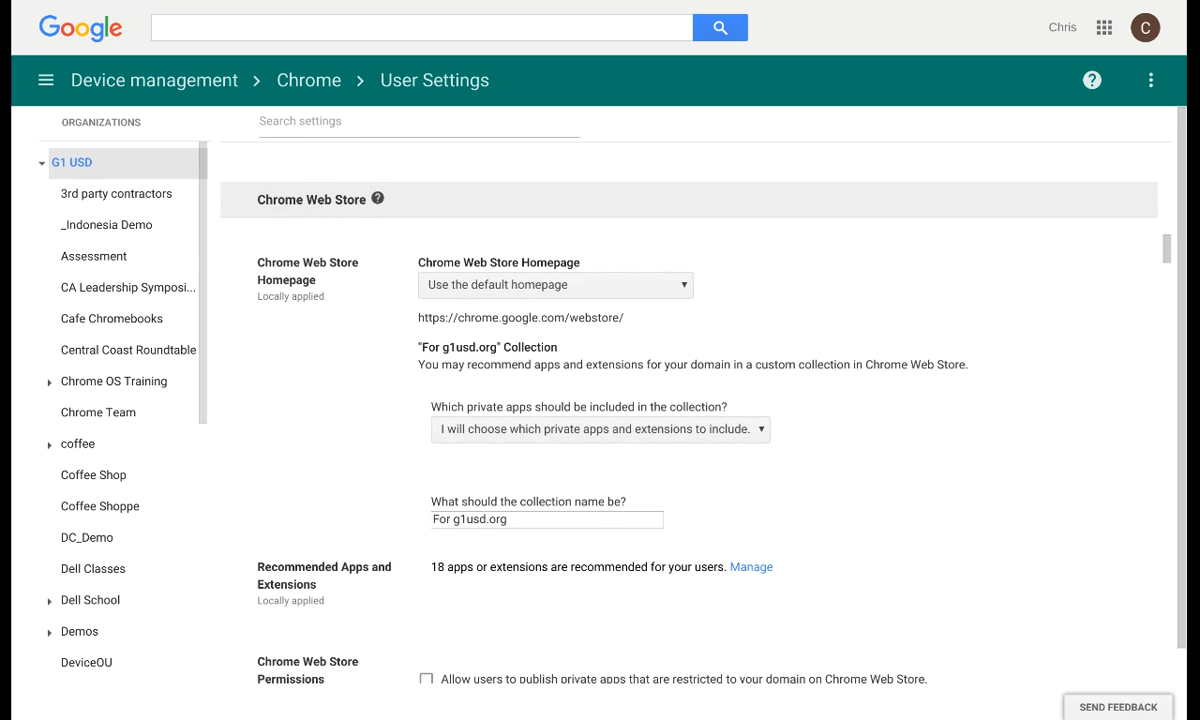 Google
Chris
C
Device management > Chrome > User Settings
?
ORGANIZATIONS
Search settings
G1 USD
3rd party contractors
_Indonesia Demo
Assessment
CA Leadership Symposi...
Cafe Chromebooks
Central Coast Roundtable
Chrome OS Training
Chrome Team
coffee
Coffee Shop
Coffee Shoppe
DC_Demo
Dell Classes
Dell School
Demos
DeviceOU
Chrome Web Store ?
Chrome Web Store
Homepage
Locally applied
Chrome Web Store Homepage
Use the default homepage
https://chrome.google.com/webstore/
"For g1usd.org" Collection
You may recommend apps and extensions for your domain in a custom collection in Chrome Web Store.
Which private apps should be included in the collection?
I will choose which private apps and extensions to include.
What should the collection name be?
For g1usd.org
Recommended Apps and
Extensions
Locally applied
18 apps or extensions are recommended for your users. Manage
Chrome Web Store
Permissions
Allow users to publish private apps that are restricted to your domain on Chrome Web Store.
SEND FEEDBACK